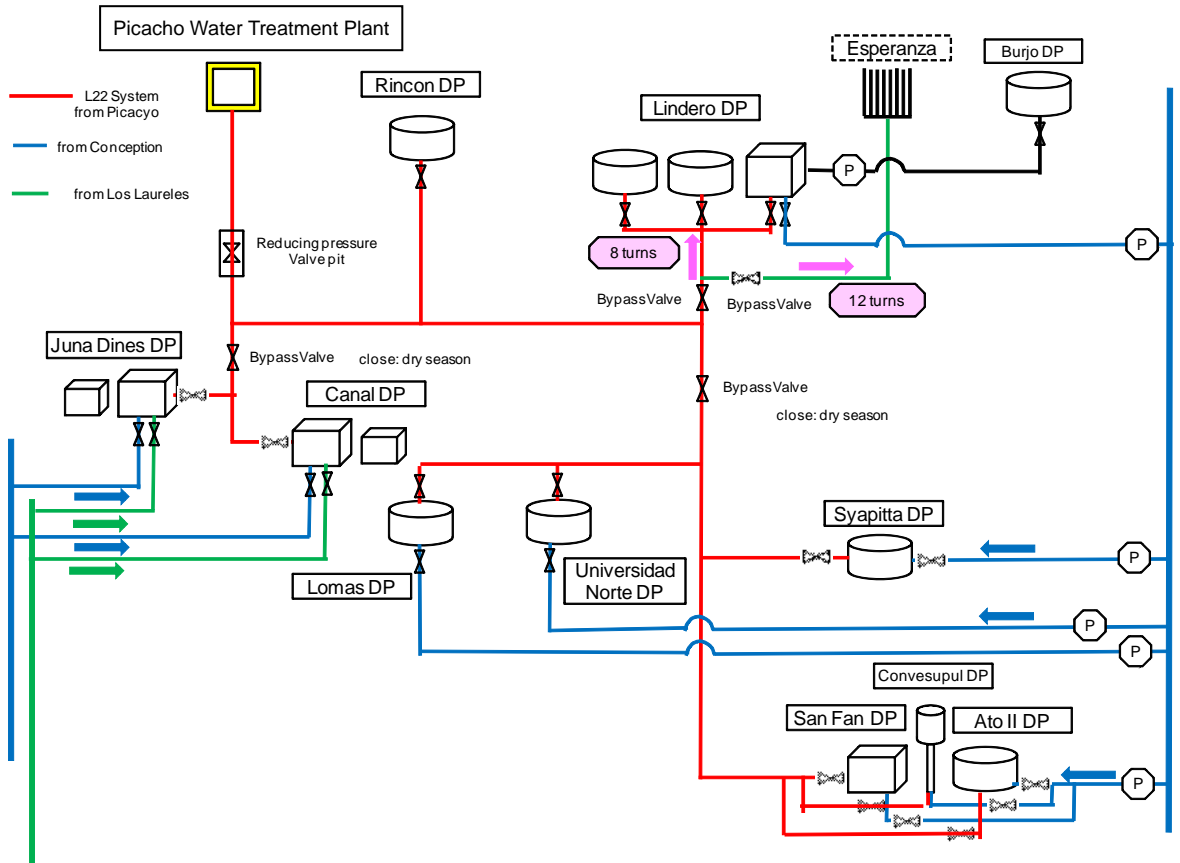 Picacho Water Treatment Plant
Esperanza
Burjo DP
Rincon DP
L22 System
from Picacyo
Lindero DP
from Conception
P
from Los Laureles
Reducing pressure
Valve pit
8 turns
P
BypassValve
BypassValve
12 turns
Juna Dines DP
BypassValve
close: dry season
Canal DP
BypassValve
close: dry season
Syapitta DP
P
Lomas DP
Universidad
Norte DP
P
P
Convesupul DP
San Fan DP
Ato II DP
P